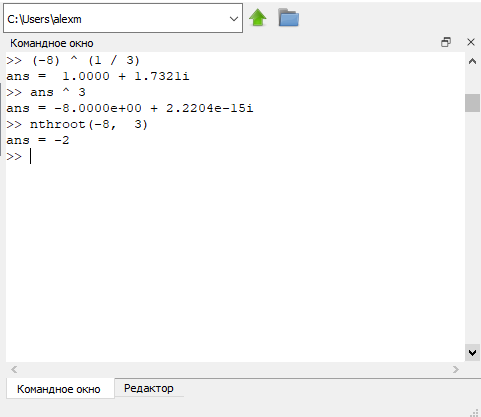 C:\Users\alexm
Командное окно
>> (-8) ^ (1 / 3)
ans =  1.0000 + 1.7321i
>> ans ^ 3
ans = -8.0000e+00 + 2.2204e-15i
>> nthroot(-8,  3)
ans = -2
>>
Командное окно Редактор